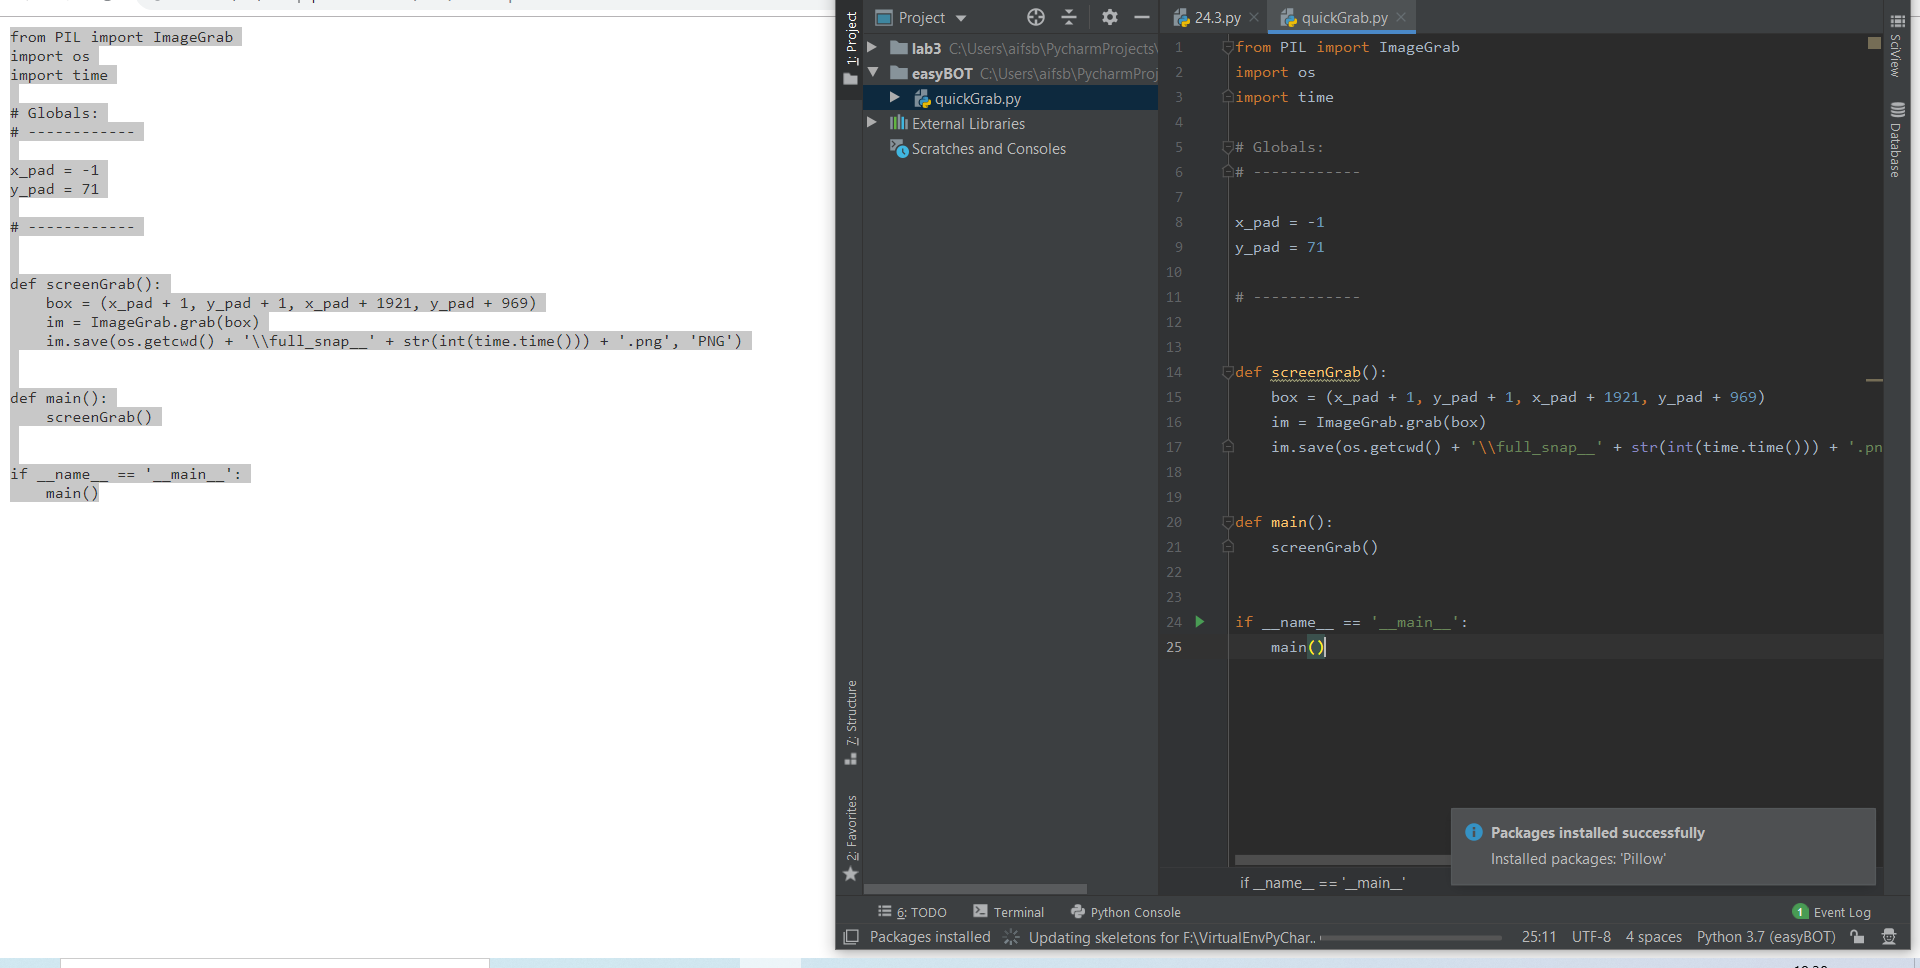 from PIL import ImageGrab
import os
import time
# Globals:
# ------------
x_pad = -1
y_pad = 71
# ------------
def screenGrab():
    box = (x_pad + 1, y_pad + 1, x_pad + 1921, y_pad + 969)
    im = ImageGrab.grab(box)
    im.save(os.getcwd() + '\\full_snap__' + str(int(time.time())) + '.png', 'PNG')
def main():
    screenGrab()
if __name__ == '__main__':
    main()
1: Project
7: Structure
2: Favorites
Project
lab3 C:\Users\aifsb\PycharmProjects\
easyBOT C:\Users\aifsb\PycharmProj
quickGrab.py
External Libraries
Scratches and Consoles
24.3.py
quickGrab.py
1 from PIL import ImageGrab
2 import os
3 import time
4
5 # Globals:
6 # ------------
7
8 x_pad = -1
9 y_pad = 71
10
11 # ------------
12
13
14 def screenGrab():
15     box = (x_pad + 1, y_pad + 1, x_pad + 1921, y_pad + 969)
16     im = ImageGrab.grab(box)
17     im.save(os.getcwd() + '\\full_snap__' + str(int(time.time())) + '.pn
18
19
20 def main():
21     screenGrab()
22
23
24 if __name__ == '__main__':
25     main()
SciView
Database
Packages installed successfully
Installed packages: 'Pillow'
if __name__ == '__main__'
6: TODO
Terminal
Python Console
1 Event Log
Packages installed
Updating skeletons for F:\VirtualEnvPyChar..
25:11 UTF-8 4 spaces Python 3.7 (easyBOT)